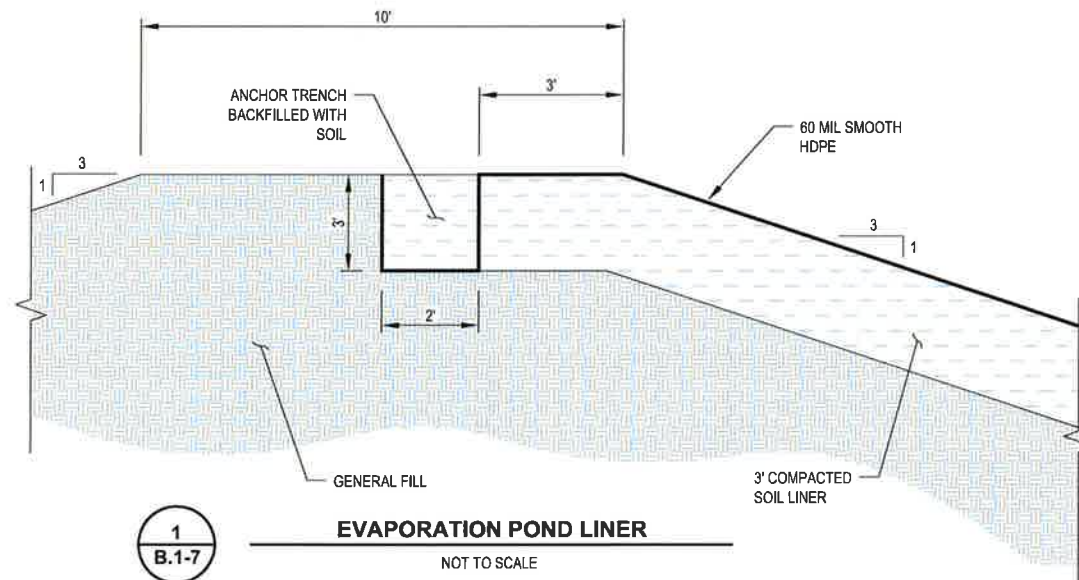 10'
3'
ANCHOR TRENCH
BACKFILLED WITH
SOIL
60 MIL SMOOTH
HDPE
3
1
3'
3
1
2'
GENERAL FILL
3' COMPACTED
SOIL LINER
1
B.1-7
EVAPORATION POND LINER
NOT TO SCALE